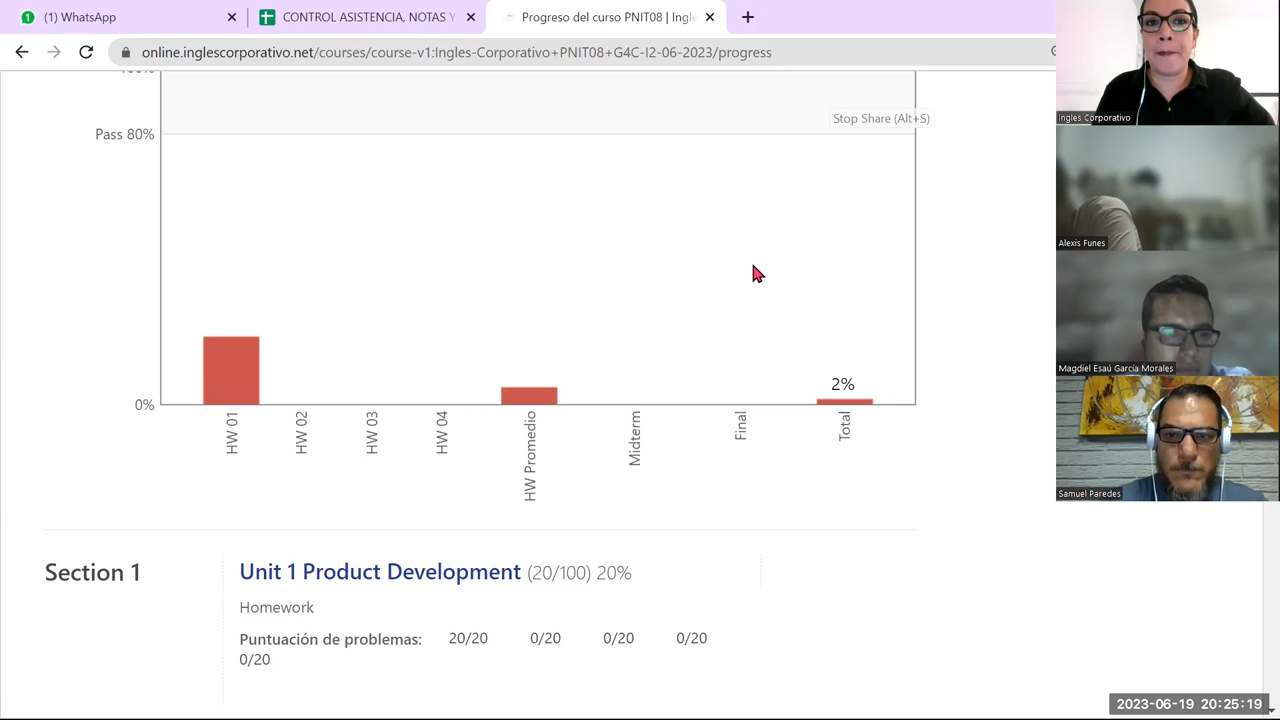 (1) WhatsApp
CONTROL ASISTENCIA, NOTAS Y
Progreso del curso PNIT08 | Ingl
online.inglescorporativo.net/courses/course-v1:Ingles-Corporativo+PNIT08+G4C-I2-06-2023/progress
100%
Stop Share (Alt+S)
Pass 80%
2%
0%
HW 01
HW 02
HW 03
HW 04
HW Promedio
Midterm
Final
Total
Section 1
Unit 1 Product Development (20/100) 20%
Homework
Puntuación de problemas: 20/20 0/20 0/20 0/20
0/20
Ingles Corporativo
Alexis Funes
Magdiel Esaú García Morales
Samuel Paredes
2023-06-19 20:25:19